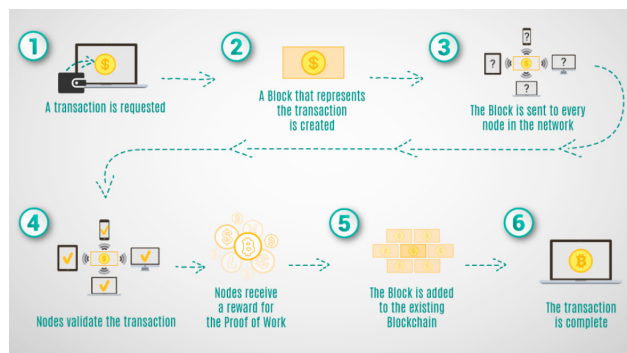 1
2
3
A transaction is requested
A Block that represents
the transaction
is created
The Block is sent to every
node in the network
4
5
6
Nodes validate the transaction
Nodes receive
a reward for
the Proof of Work
The Block is added
to the existing
Blockchain
The transaction
is complete